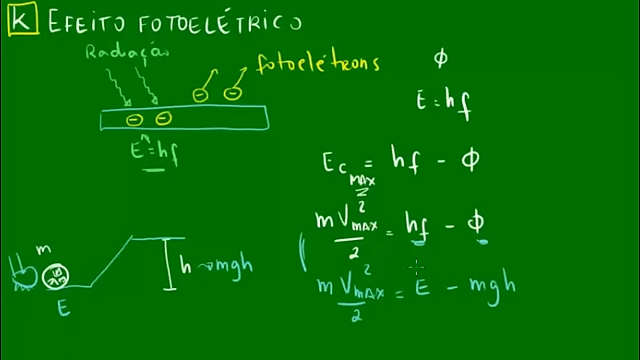 K EFEITO FOTOELÉTRICO
Radiação
fotoelétrons
ϕ
E = hf
E = hf
Ec MAX = hf - ϕ
m V²MAX / 2 = hf - ϕ
m
h → mgh
E
m V²MAX / 2 = E - mgh